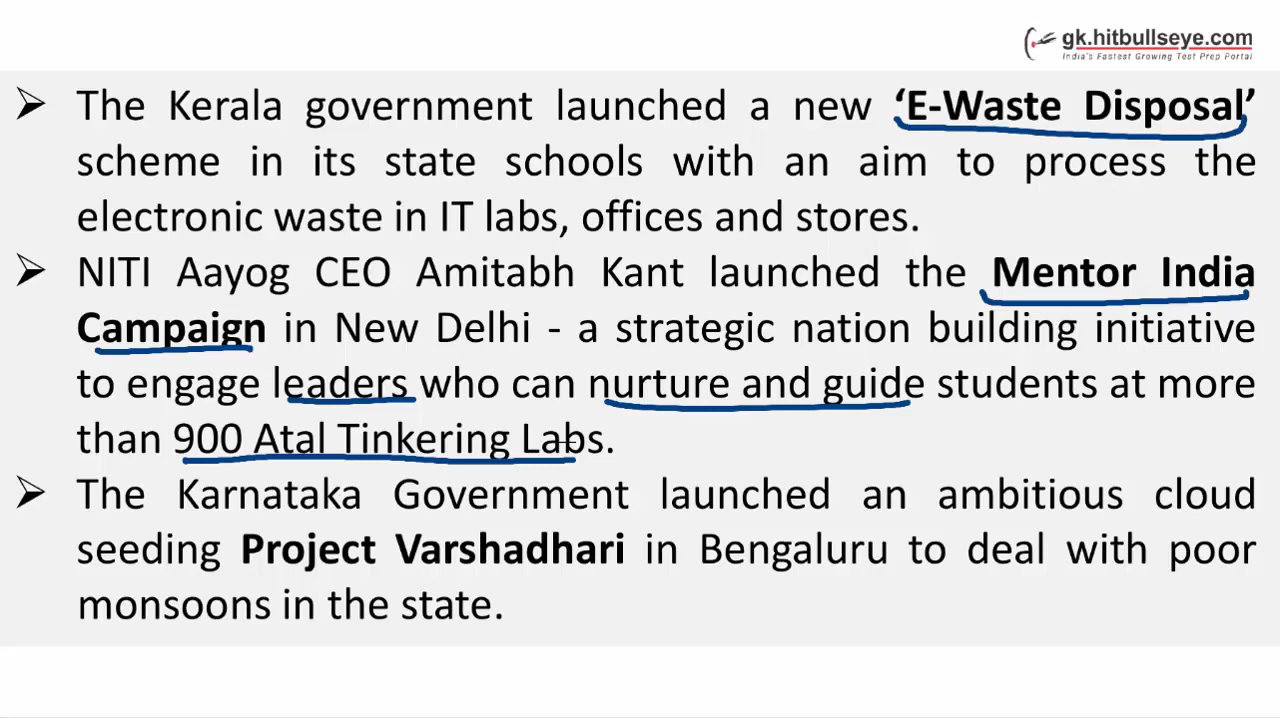 gk.hitbullseye.com
India's Fastest Growing Test Prep Portal
➢ The Kerala government launched a new ‘E-Waste Disposal’
scheme in its state schools with an aim to process the
electronic waste in IT labs, offices and stores.
➢ NITI Aayog CEO Amitabh Kant launched the Mentor India
Campaign in New Delhi - a strategic nation building initiative
to engage leaders who can nurture and guide students at more
than 900 Atal Tinkering Labs.
➢ The Karnataka Government launched an ambitious cloud
seeding Project Varshadhari in Bengaluru to deal with poor
monsoons in the state.